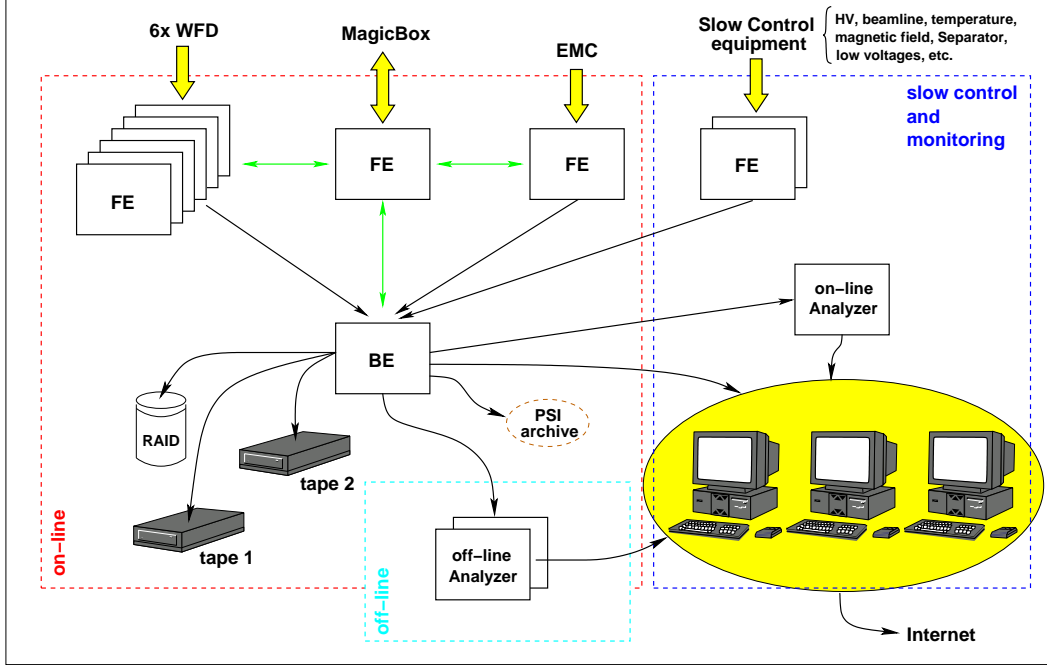 6x WFD
MagicBox
EMC
Slow Control
equipment
HV, beamline, temperature,
magnetic field, Separator,
low voltages, etc.
slow control
and
monitoring
FE
FE
FE
FE
on−line
Analyzer
BE
RAID
PSI
archive
tape 2
tape 1
on−line
off−line
Analyzer
off−line
Internet